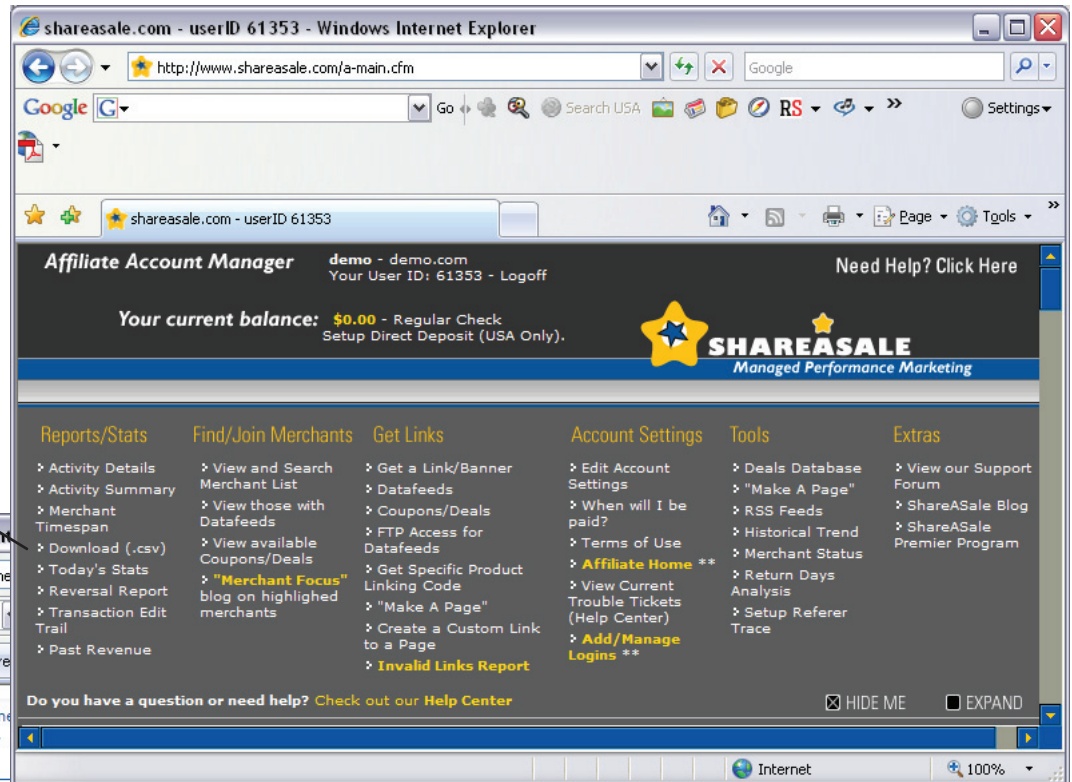 shareasale.com - userID 61353 - Windows Internet Explorer
http://www.shareasale.com/a-main.cfm
Google
Google G Go Search USA RS Settings
shareasale.com - userID 61353
Page Tools
Affiliate Account Manager
demo - demo.com
Your User ID: 61353 - Logoff
Need Help? Click Here
Your current balance: $0.00 - Regular Check
Setup Direct Deposit (USA Only).
SHAREASALE
Managed Performance Marketing
Reports/Stats
Activity Details
Activity Summary
Merchant
Timespan
Download (.csv)
Today's Stats
Reversal Report
Transaction Edit
Trail
Past Revenue
Find/Join Merchants
View and Search
Merchant List
View those with
Datafeeds
View available
Coupons/Deals
"Merchant Focus"
blog on highlighed
merchants
Get Links
Get a Link/Banner
Datafeeds
Coupons/Deals
FTP Access for
Datafeeds
Get Specific Product
Linking Code
"Make A Page"
Create a Custom Link
to a Page
Invalid Links Report
Account Settings
Edit Account
Settings
When will I be
paid?
Terms of Use
Affiliate Home **
View Current
Trouble Tickets
(Help Center)
Add/Manage
Logins **
Tools
Deals Database
"Make A Page"
RSS Feeds
Historical Trend
Merchant Status
Return Days
Analysis
Setup Referer
Trace
Extras
View our Support
Forum
ShareASale Blog
ShareASale
Premier Program
Do you have a question or need help? Check out our Help Center
HIDE ME
EXPAND
Internet
100%